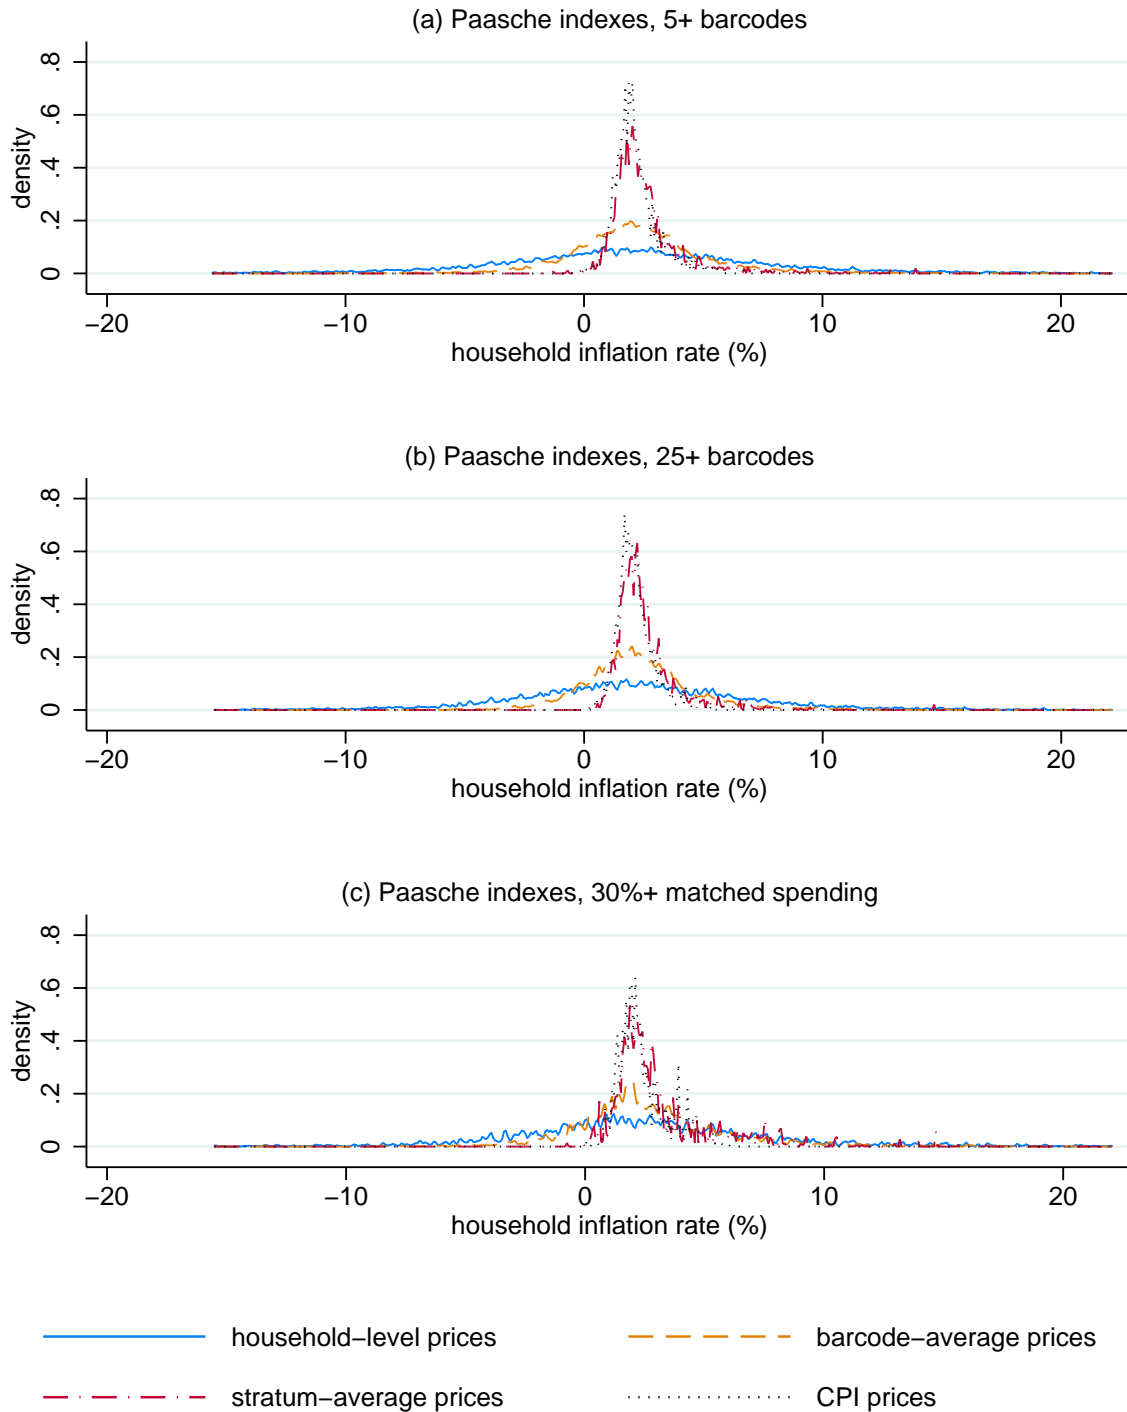 (a) Paasche indexes, 5+ barcodes
density
0 .2 .4 .6 .8
−20 −10 0 10 20
household inflation rate (%)
(b) Paasche indexes, 25+ barcodes
density
0 .2 .4 .6 .8
−20 −10 0 10 20
household inflation rate (%)
(c) Paasche indexes, 30%+ matched spending
density
0 .2 .4 .6 .8
−20 −10 0 10 20
household inflation rate (%)
household−level prices
barcode−average prices
stratum−average prices
CPI prices